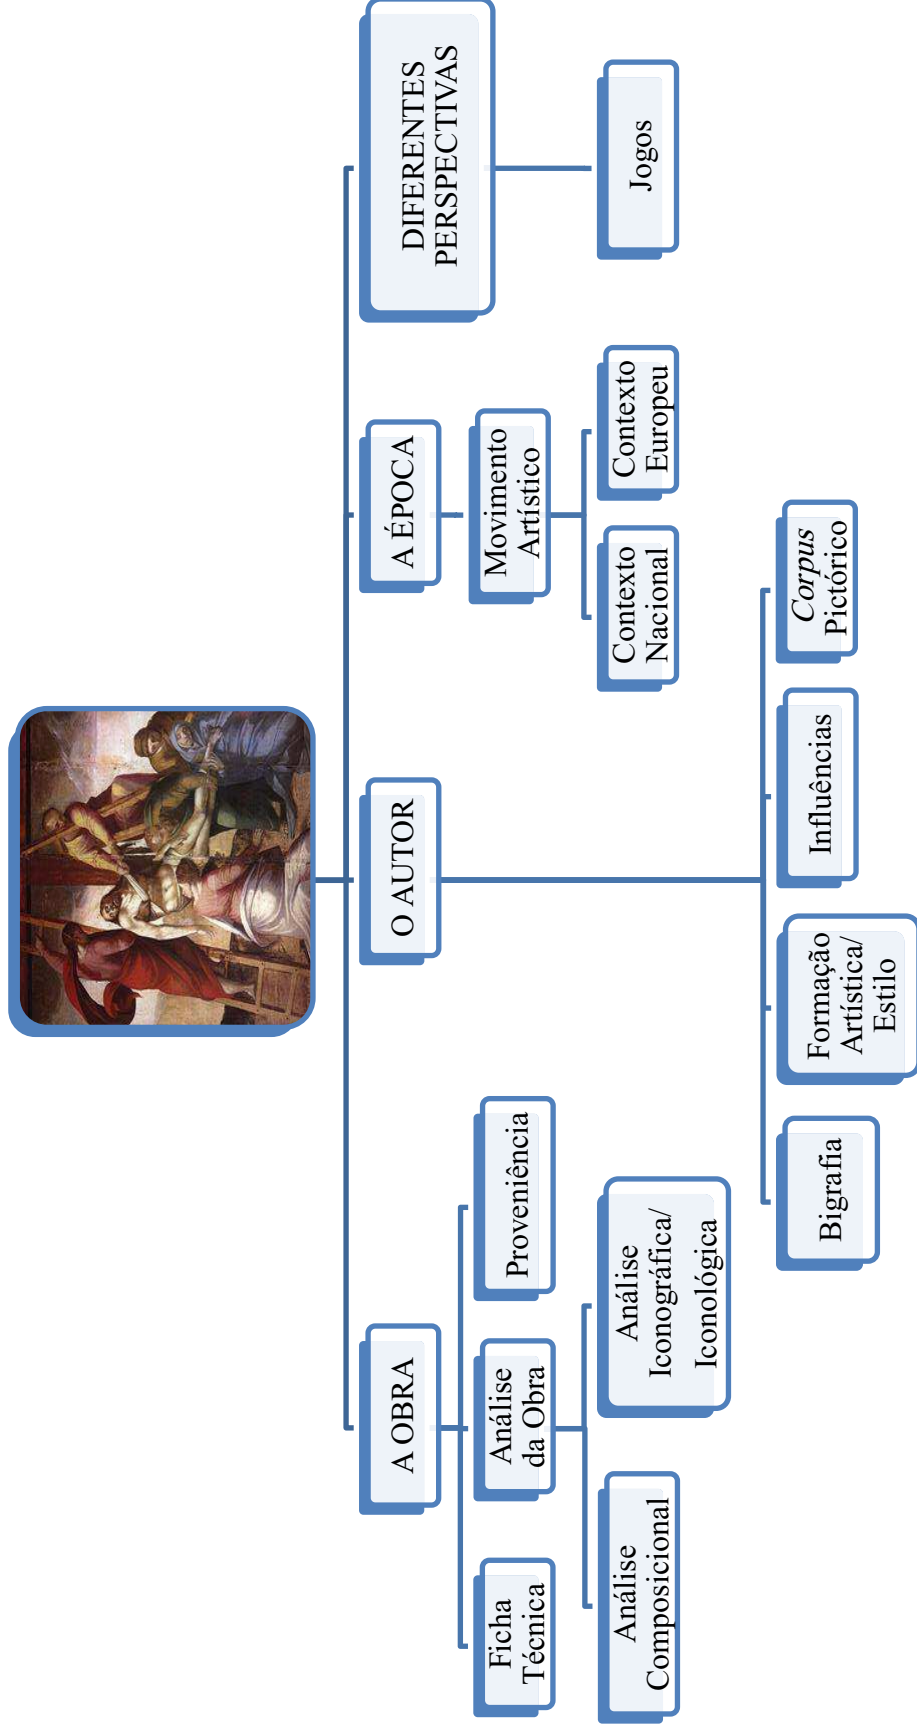 A OBRA
O AUTOR
A ÉPOCA
DIFERENTES
PERSPECTIVAS
Ficha
Técnica
Análise
da Obra
Proveniência
Movimento
Artístico
Análise
Composicional
Análise
Iconográfica/
Iconológica
Contexto
Nacional
Contexto
Europeu
Jogos
Bigrafia
Formação
Artística/
Estilo
Influências
Corpus
Pictórico